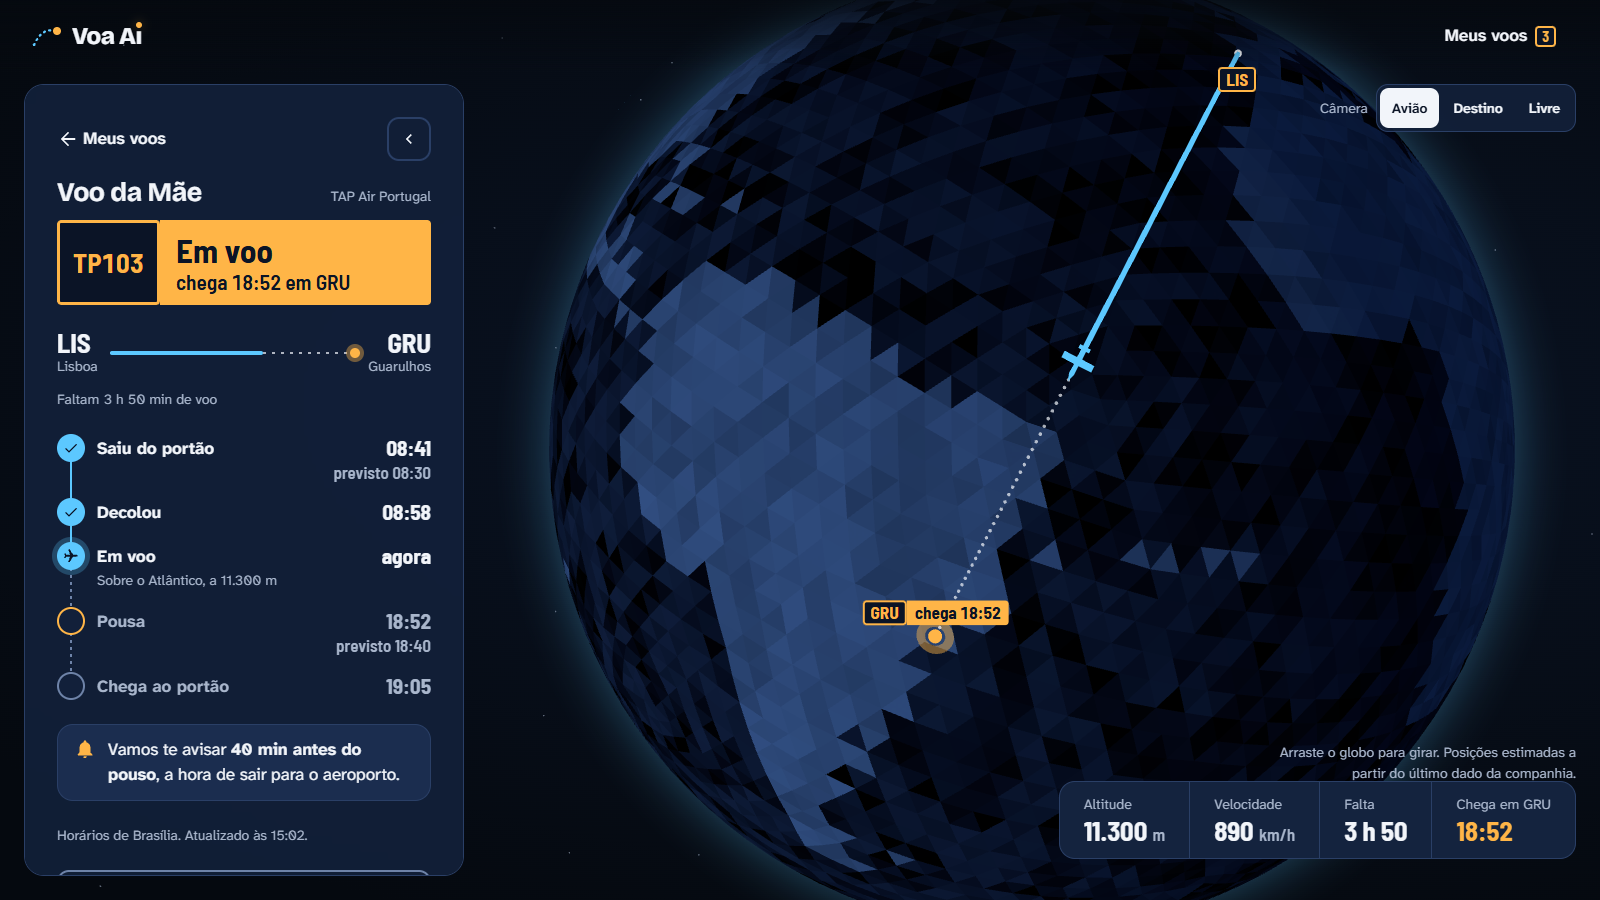 Voa Aí
Meus voos 3
Câmera Avião Destino Livre
← Meus voos
Voo da Mãe
TAP Air Portugal
TP103
Em voo
chega 18:52 em GRU
LIS
Lisboa
GRU
Guarulhos
Faltam 3 h 50 min de voo
Saiu do portão 08:41
previsto 08:30
Decolou 08:58
Em voo agora
Sobre o Atlântico, a 11.300 m
Pousa 18:52
previsto 18:40
Chega ao portão 19:05
Vamos te avisar 40 min antes do
pouso, a hora de sair para o aeroporto.
Horários de Brasília. Atualizado às 15:02.
LIS
GRU chega 18:52
Arraste o globo para girar. Posições estimadas a
partir do último dado da companhia.
Altitude
11.300 m
Velocidade
890 km/h
Falta
3 h 50
Chega em GRU
18:52